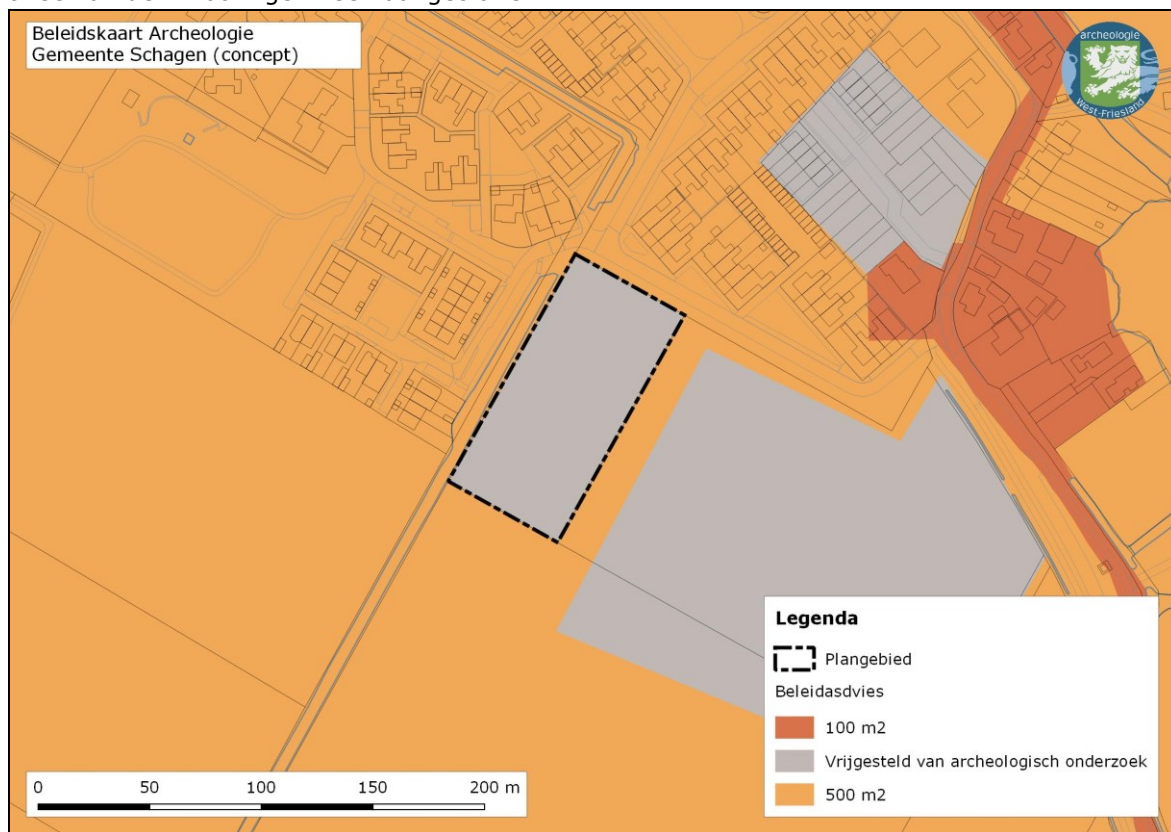 Beleidskaart Archeologie
Gemeente Schagen (concept)
archeologie
West-Friesland
Legenda
Plangebied
Beleidasdvies
100 m2
Vrijgesteld van archeologisch onderzoek
500 m2
0 50 100 150 200 m